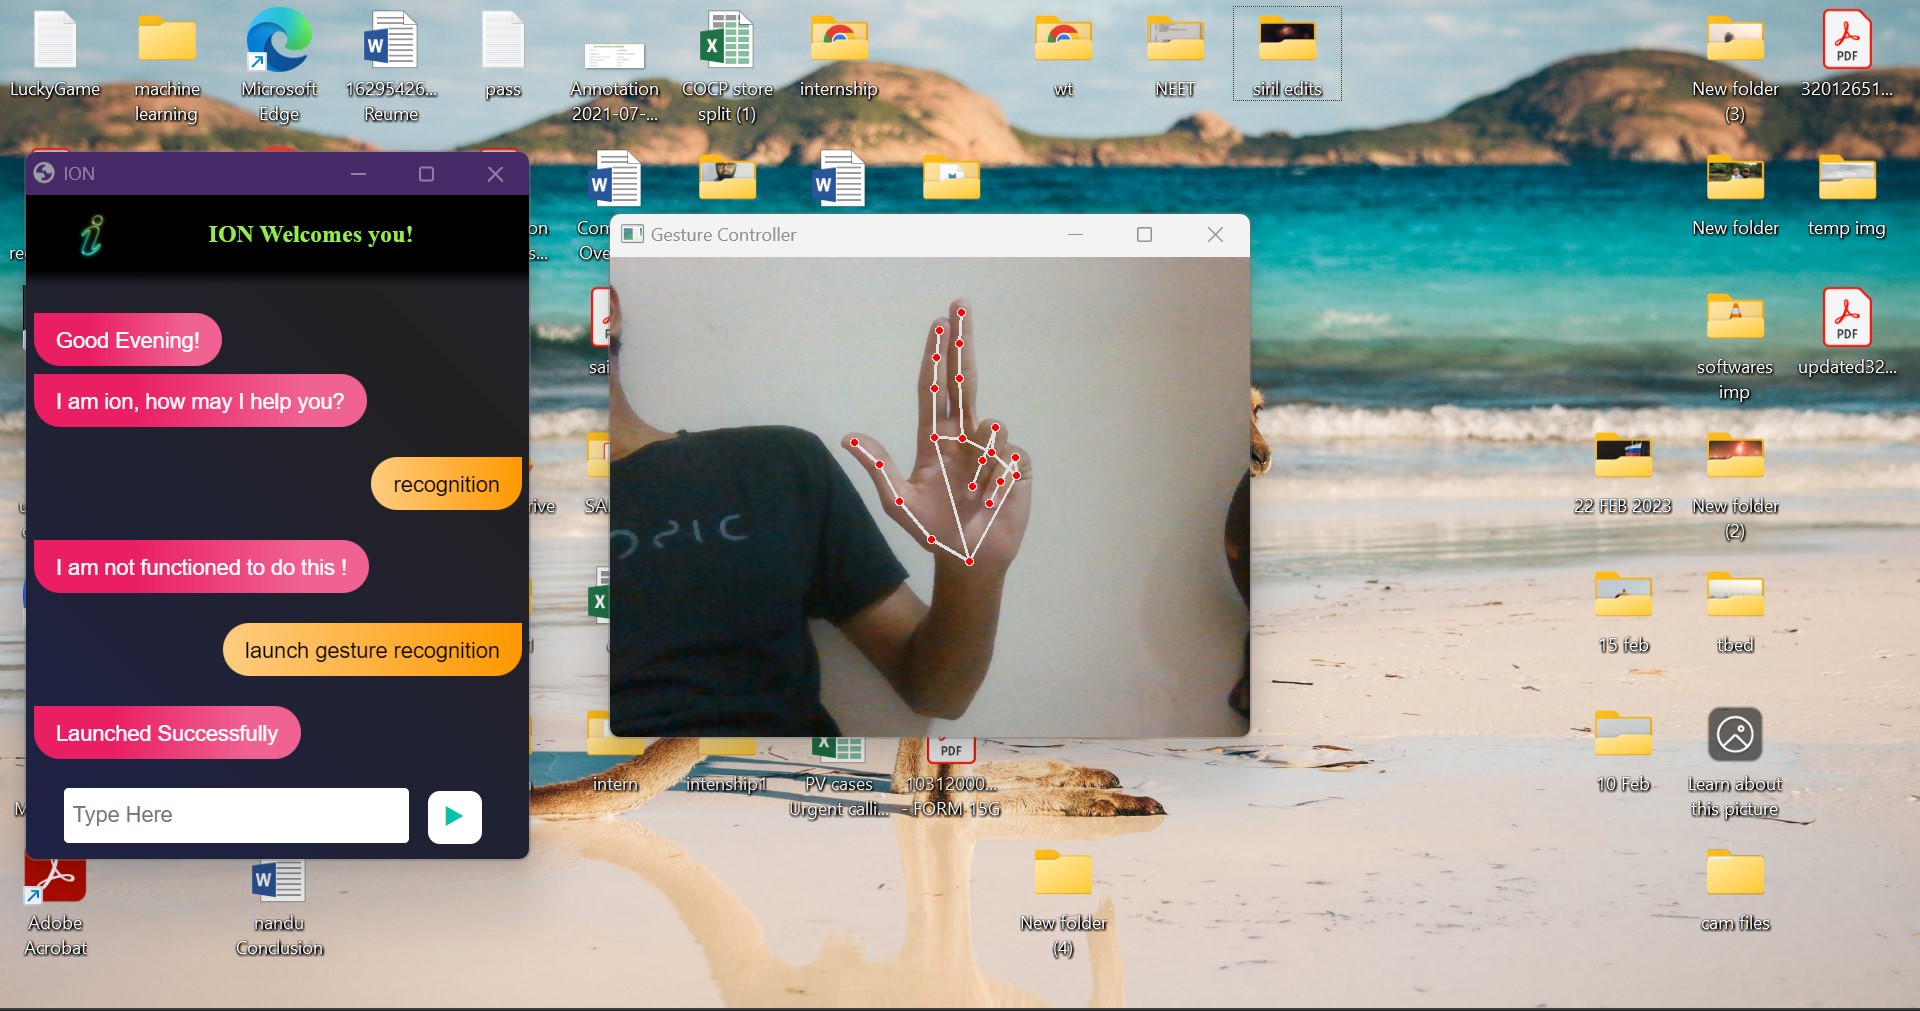 LuckyGame
machine
learning
Microsoft
Edge
16295426...
Reume
pass
Annotation
2021-07-...
COCP store
split (1)
internship
wt
NEET
siril edits
New folder
(3)
PDF
32012651...
New folder
temp img
softwares
imp
PDF
updated32...
22 FEB 2023
New folder
(2)
15 feb
tbed
10 Feb
Learn about
this picture
cam files
ION
ION Welcomes you!
Good Evening!
I am ion, how may I help you?
recognition
I am not functioned to do this !
launch gesture recognition
Launched Successfully
Type Here
Gesture Controller
intern
intenship1
PV cases
Urgent calli...
PDF
10312000...
- FORM 15G
Adobe
Acrobat
nandu
Conclusion
New folder
(4)